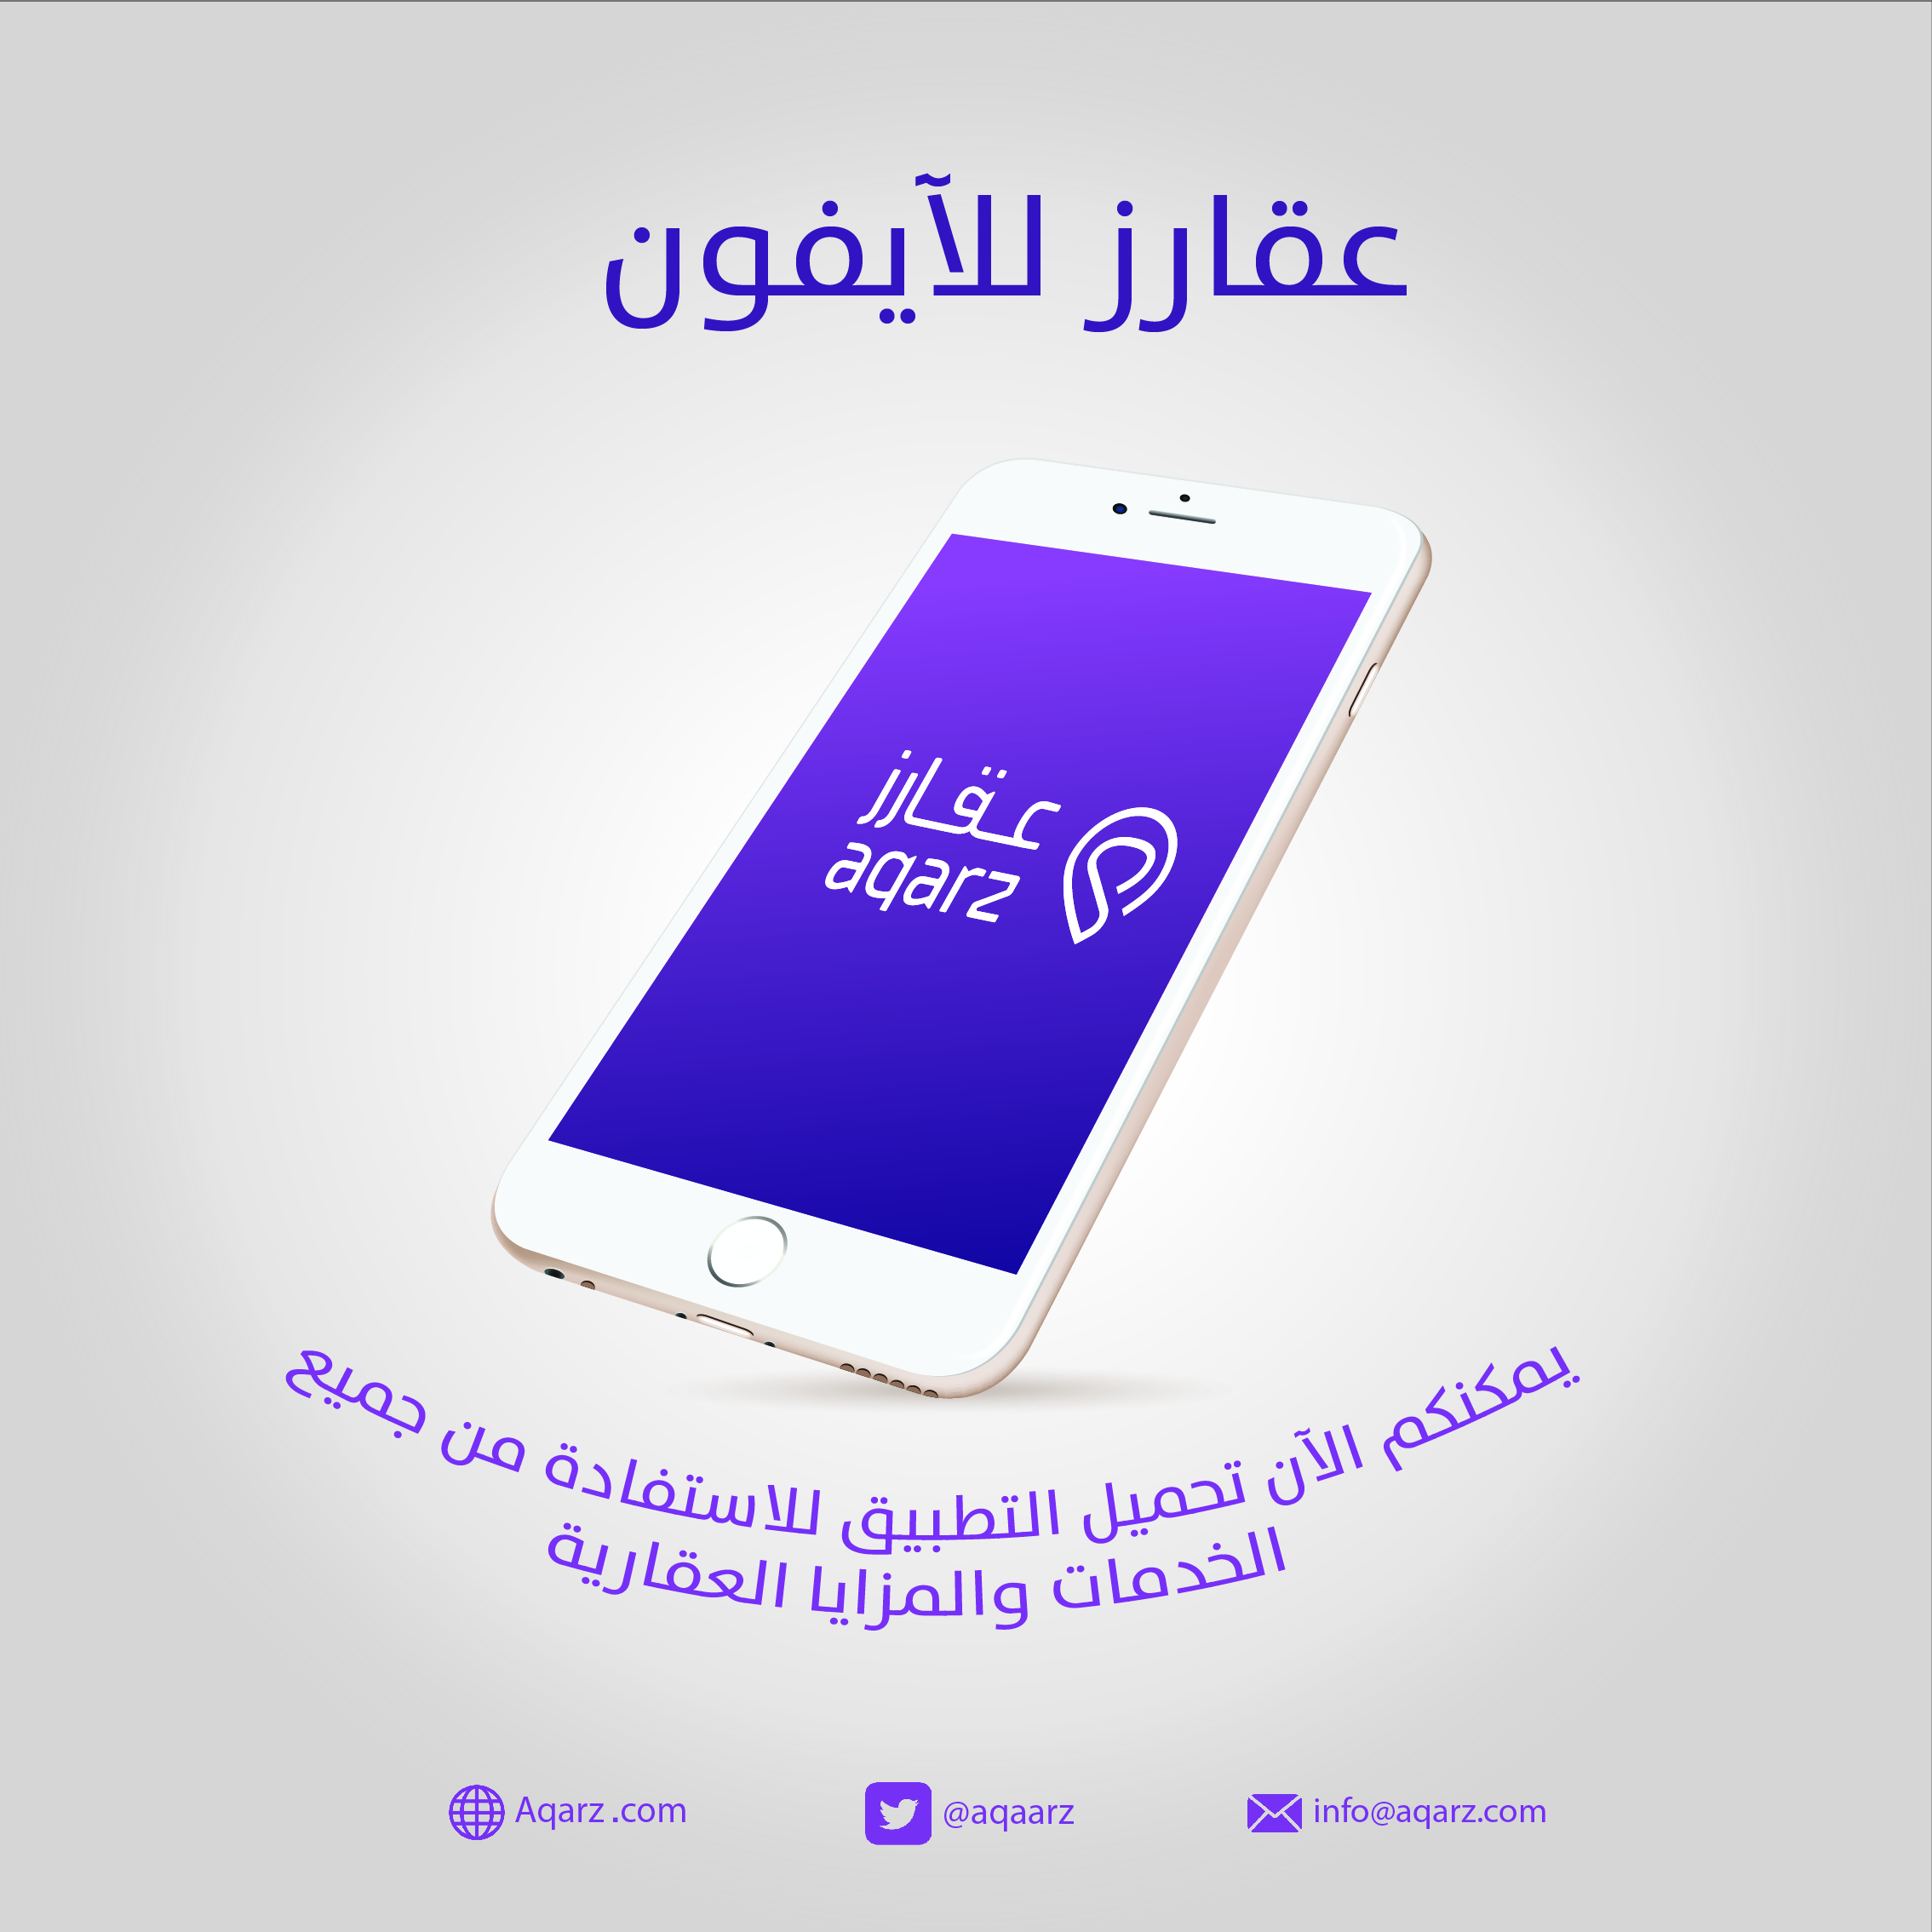 عقارز للآيفون
عقارز
aqarz
يمكنكم الآن تحميل التطبيق للاستفادة من جميع
الخدمات والمزايا العقارية
Aqarz .com
@aqaarz
info@aqarz.com